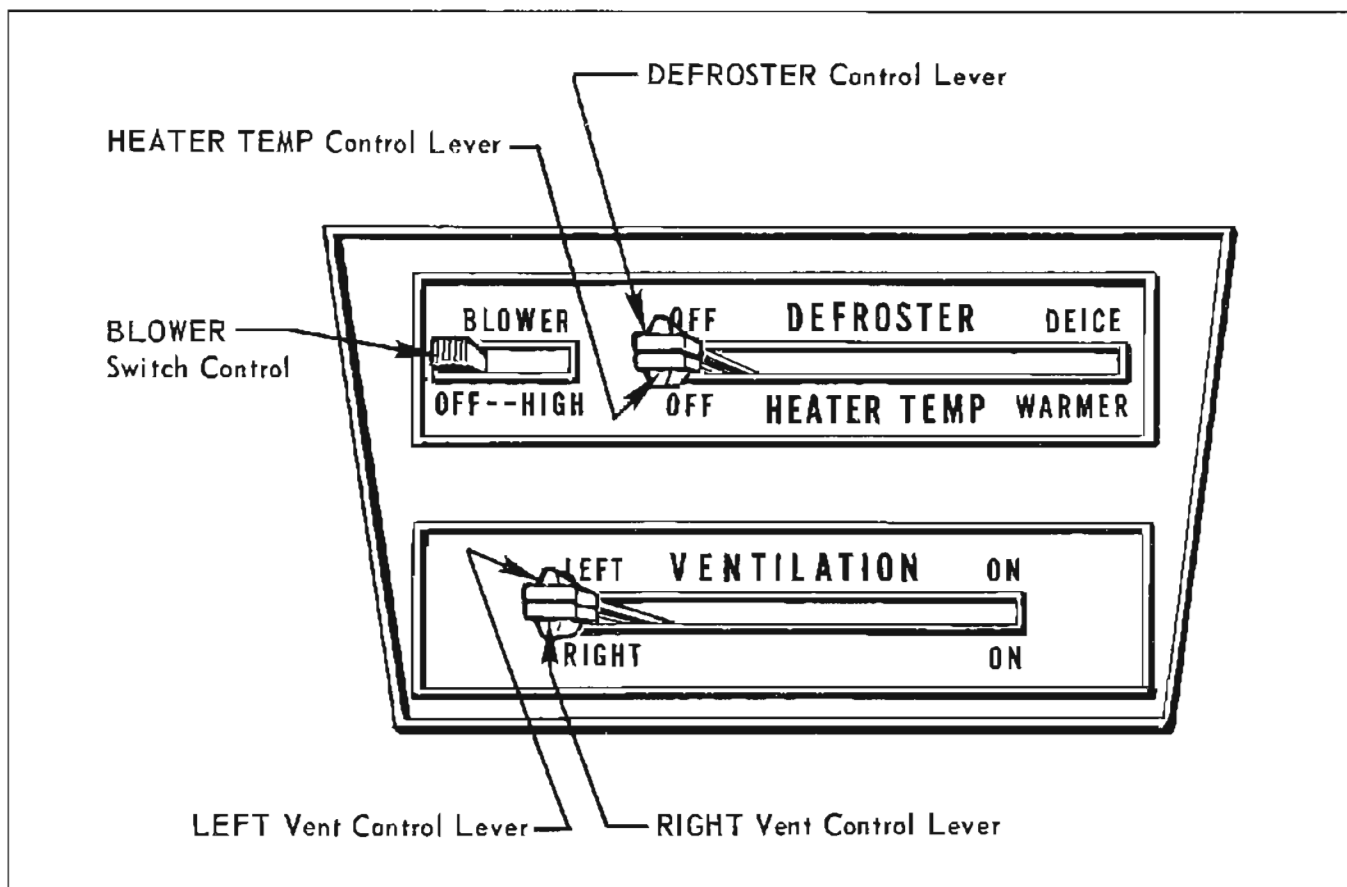 DEFROSTER Control Lever
HEATER TEMP Control Lever
BLOWER
Switch Control
BLOWER
OFF--HIGH
OFF DEFROSTER DEICE
OFF HEATER TEMP WARMER
LEFT VENTILATION ON
RIGHT ON
LEFT Vent Control Lever
RIGHT Vent Control Lever